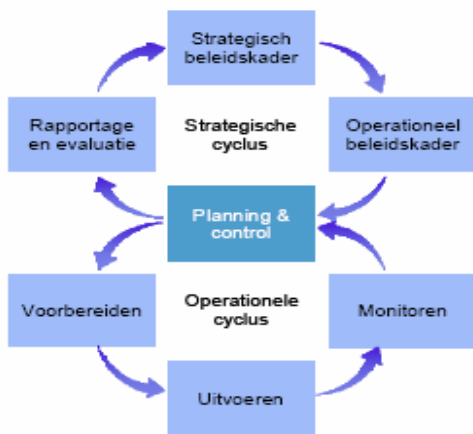 Strategisch
beleidskader
Rapportage
en evaluatie
Strategische
cyclus
Operationeel
beleidskader
Planning &
control
Voorbereiden
Operationele
cyclus
Monitoren
Uitvoeren